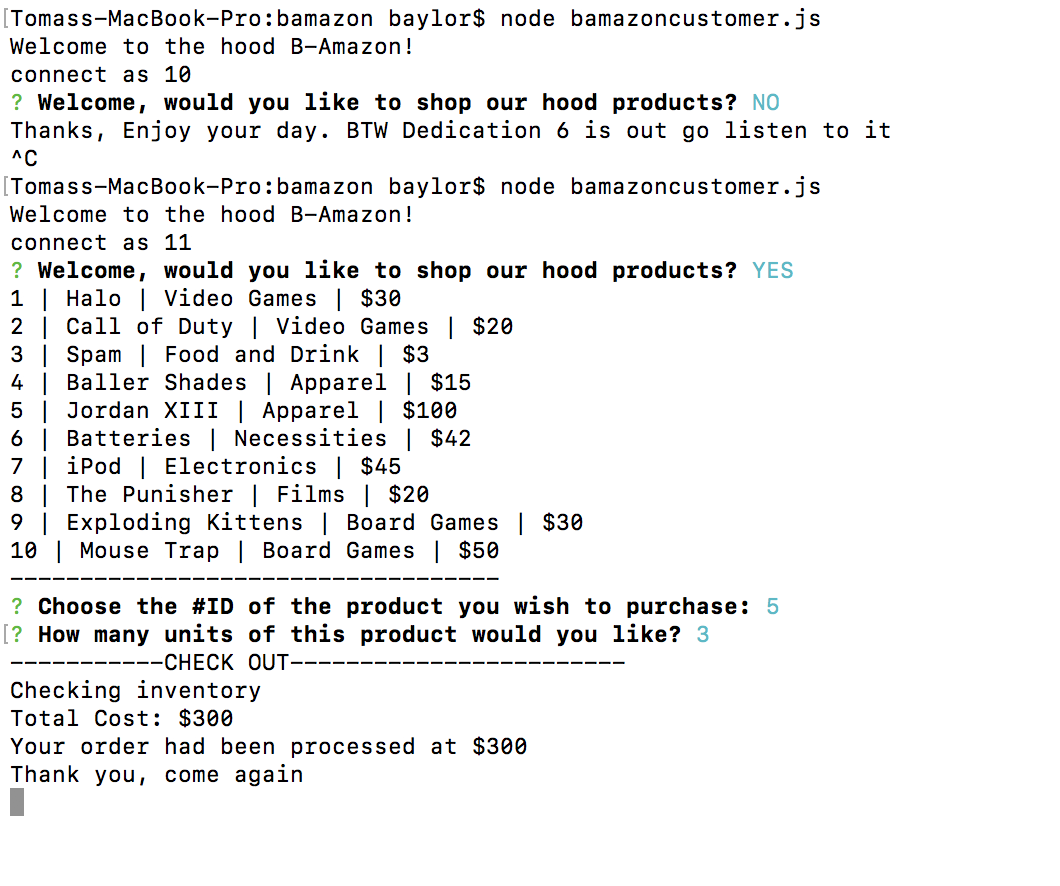 [Tomass-MacBook-Pro:bamazon baylor$ node bamazoncustomer.js
Welcome to the hood B-Amazon!
connect as 10
? Welcome, would you like to shop our hood products? NO
Thanks, Enjoy your day. BTW Dedication 6 is out go listen to it
^C
[Tomass-MacBook-Pro:bamazon baylor$ node bamazoncustomer.js
Welcome to the hood B-Amazon!
connect as 11
? Welcome, would you like to shop our hood products? YES
1 | Halo | Video Games | $30
2 | Call of Duty | Video Games | $20
3 | Spam | Food and Drink | $3
4 | Baller Shades | Apparel | $15
5 | Jordan XIII | Apparel | $100
6 | Batteries | Necessities | $42
7 | iPod | Electronics | $45
8 | The Punisher | Films | $20
9 | Exploding Kittens | Board Games | $30
10 | Mouse Trap | Board Games | $50
-----------------------------------
? Choose the #ID of the product you wish to purchase: 5
[? How many units of this product would you like? 3
-----------CHECK OUT------------------------
Checking inventory
Total Cost: $300
Your order had been processed at $300
Thank you, come again